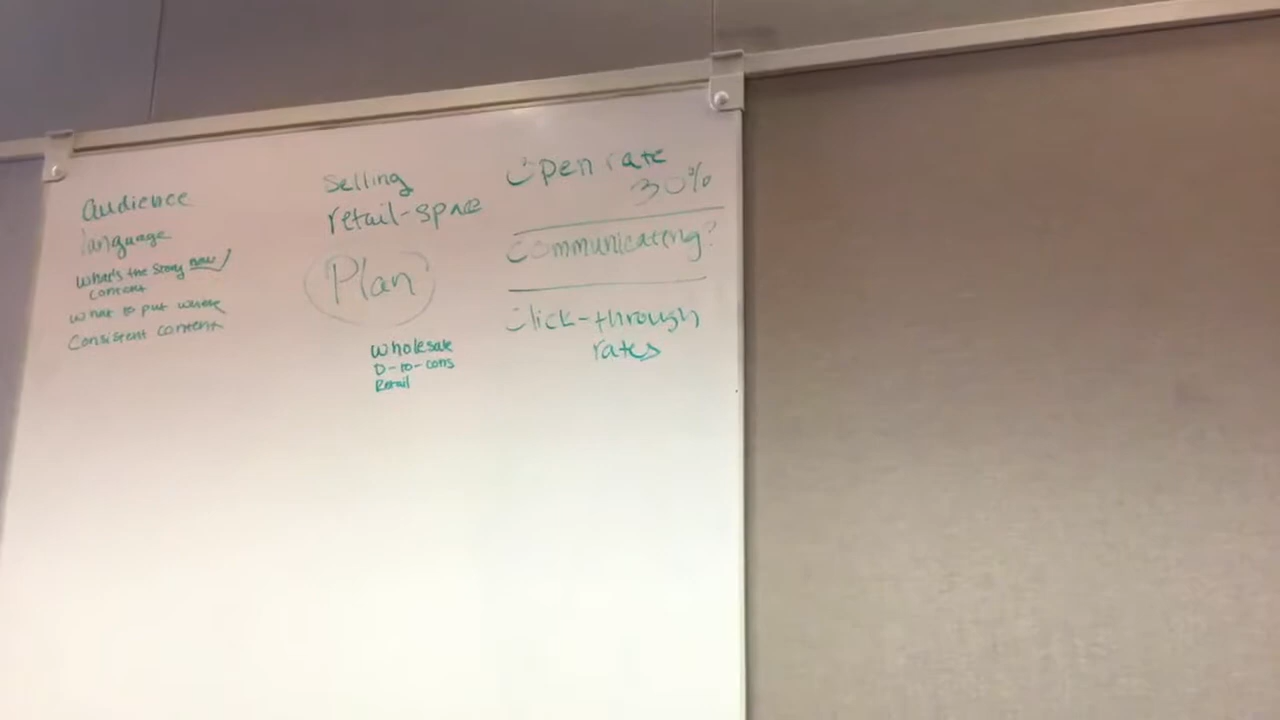 Audience
language
What's the story now/
content
What to put where
Consistent content
Selling
retail-space
Plan
Wholesale
D-to-cons
Retail
Open rate
30%
Communicating?
Click-through
rates